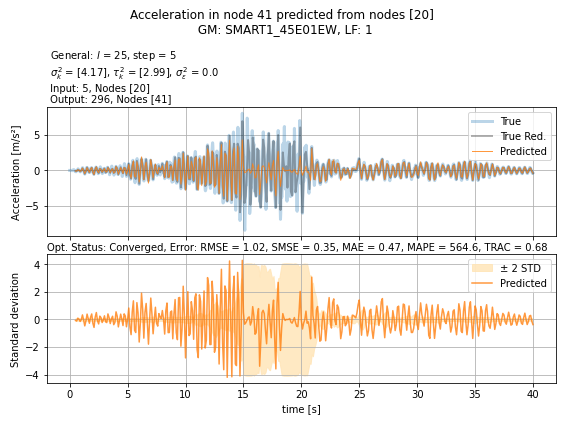 Acceleration in node 41 predicted from nodes [20]
GM: SMART1_45E01EW, LF: 1
General: l = 25, step = 5
σ²_k = [4.17], τ²_k = [2.99], σ²_ε = 0.0
Input: 5, Nodes [20]
Output: 296, Nodes [41]
Acceleration [m/s²]
5
0
−5
True
True Red.
Predicted
Opt. Status: Converged, Error: RMSE = 1.02, SMSE = 0.35, MAE = 0.47, MAPE = 564.6, TRAC = 0.68
Standard deviation
4
2
0
−2
−4
± 2 STD
Predicted
0 5 10 15 20 25 30 35 40
time [s]